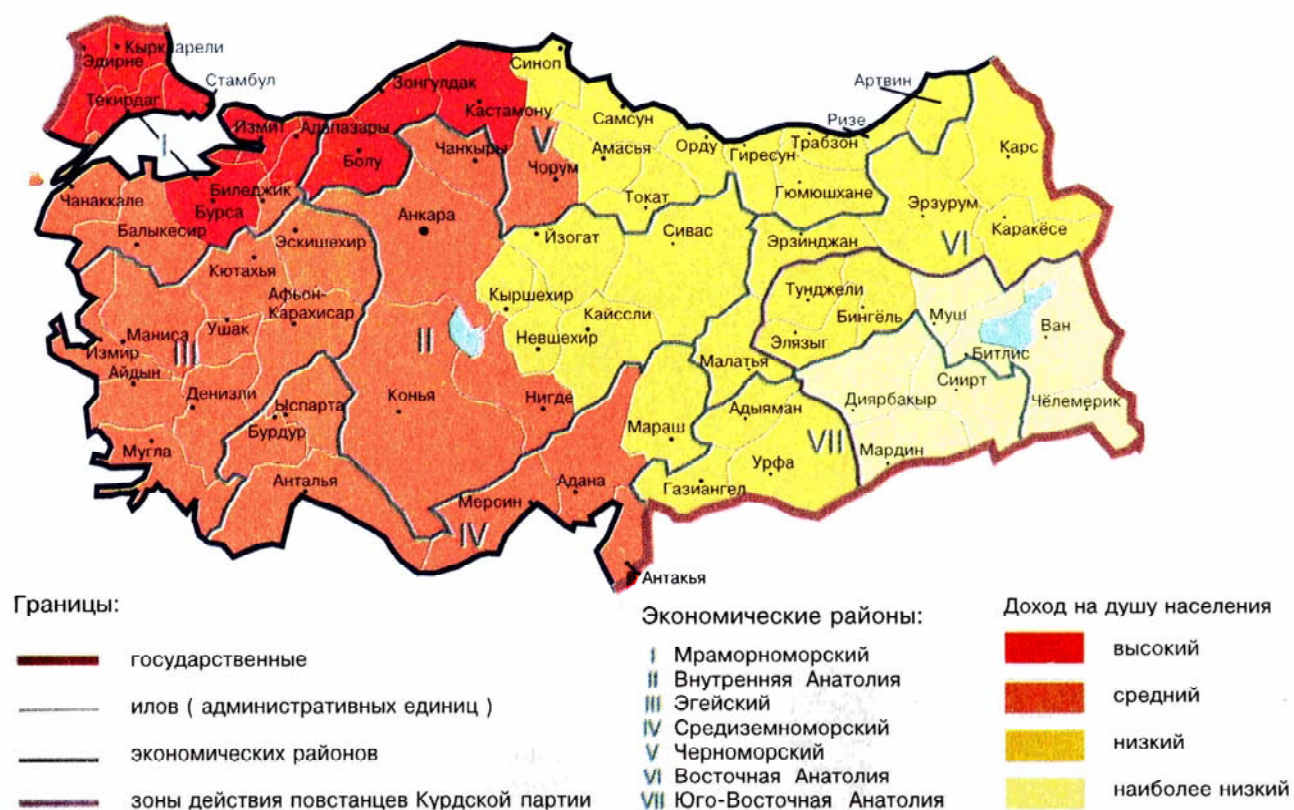 Кыркларели
Эдирне
Стамбул
Текирдаг
I
Измит
Адапазары
Зонгулдак
Кастамону
Болу
Синоп
Самсун
V
Чанкыры
Чорум
Амасья
Орду
Гиресун
Трабзон
Ризе
Артвин
Карс
Токат
Гюмюшхане
Эрзурум
Каракёсе
VI
Чанаккале
Биледжик
Бурса
Балыкесир
Эскишехир
Анкара
Кютахья
Изогат
Сивас
Эрзинджан
Афьон-
Карахисар
Кыршехир
Кайссли
Тунджели
Бингёль
Муш
Ван
Маниса
Ушак
III
II
Невшехир
Элязыг
Битлис
Измир
Айдын
Малатья
Сиирт
Денизли
Ыспарта
Конья
Нигде
Адыяман
Диярбакыр
Чёлемерик
Бурдур
Мараш
VII
Мардин
Мугла
Анталья
Мерсин
Адана
Газиангел
Урфа
IV
Антакья
Границы:
государственные
илов ( административных единиц )
экономических районов
зоны действия повстанцев Курдской партии
Экономические районы:
I Мраморноморский
II Внутренняя Анатолия
III Эгейский
IV Средиземноморский
V Черноморский
VI Восточная Анатолия
VII Юго-Восточная Анатолия
Доход на душу населения
высокий
средний
низкий
наиболее низкий